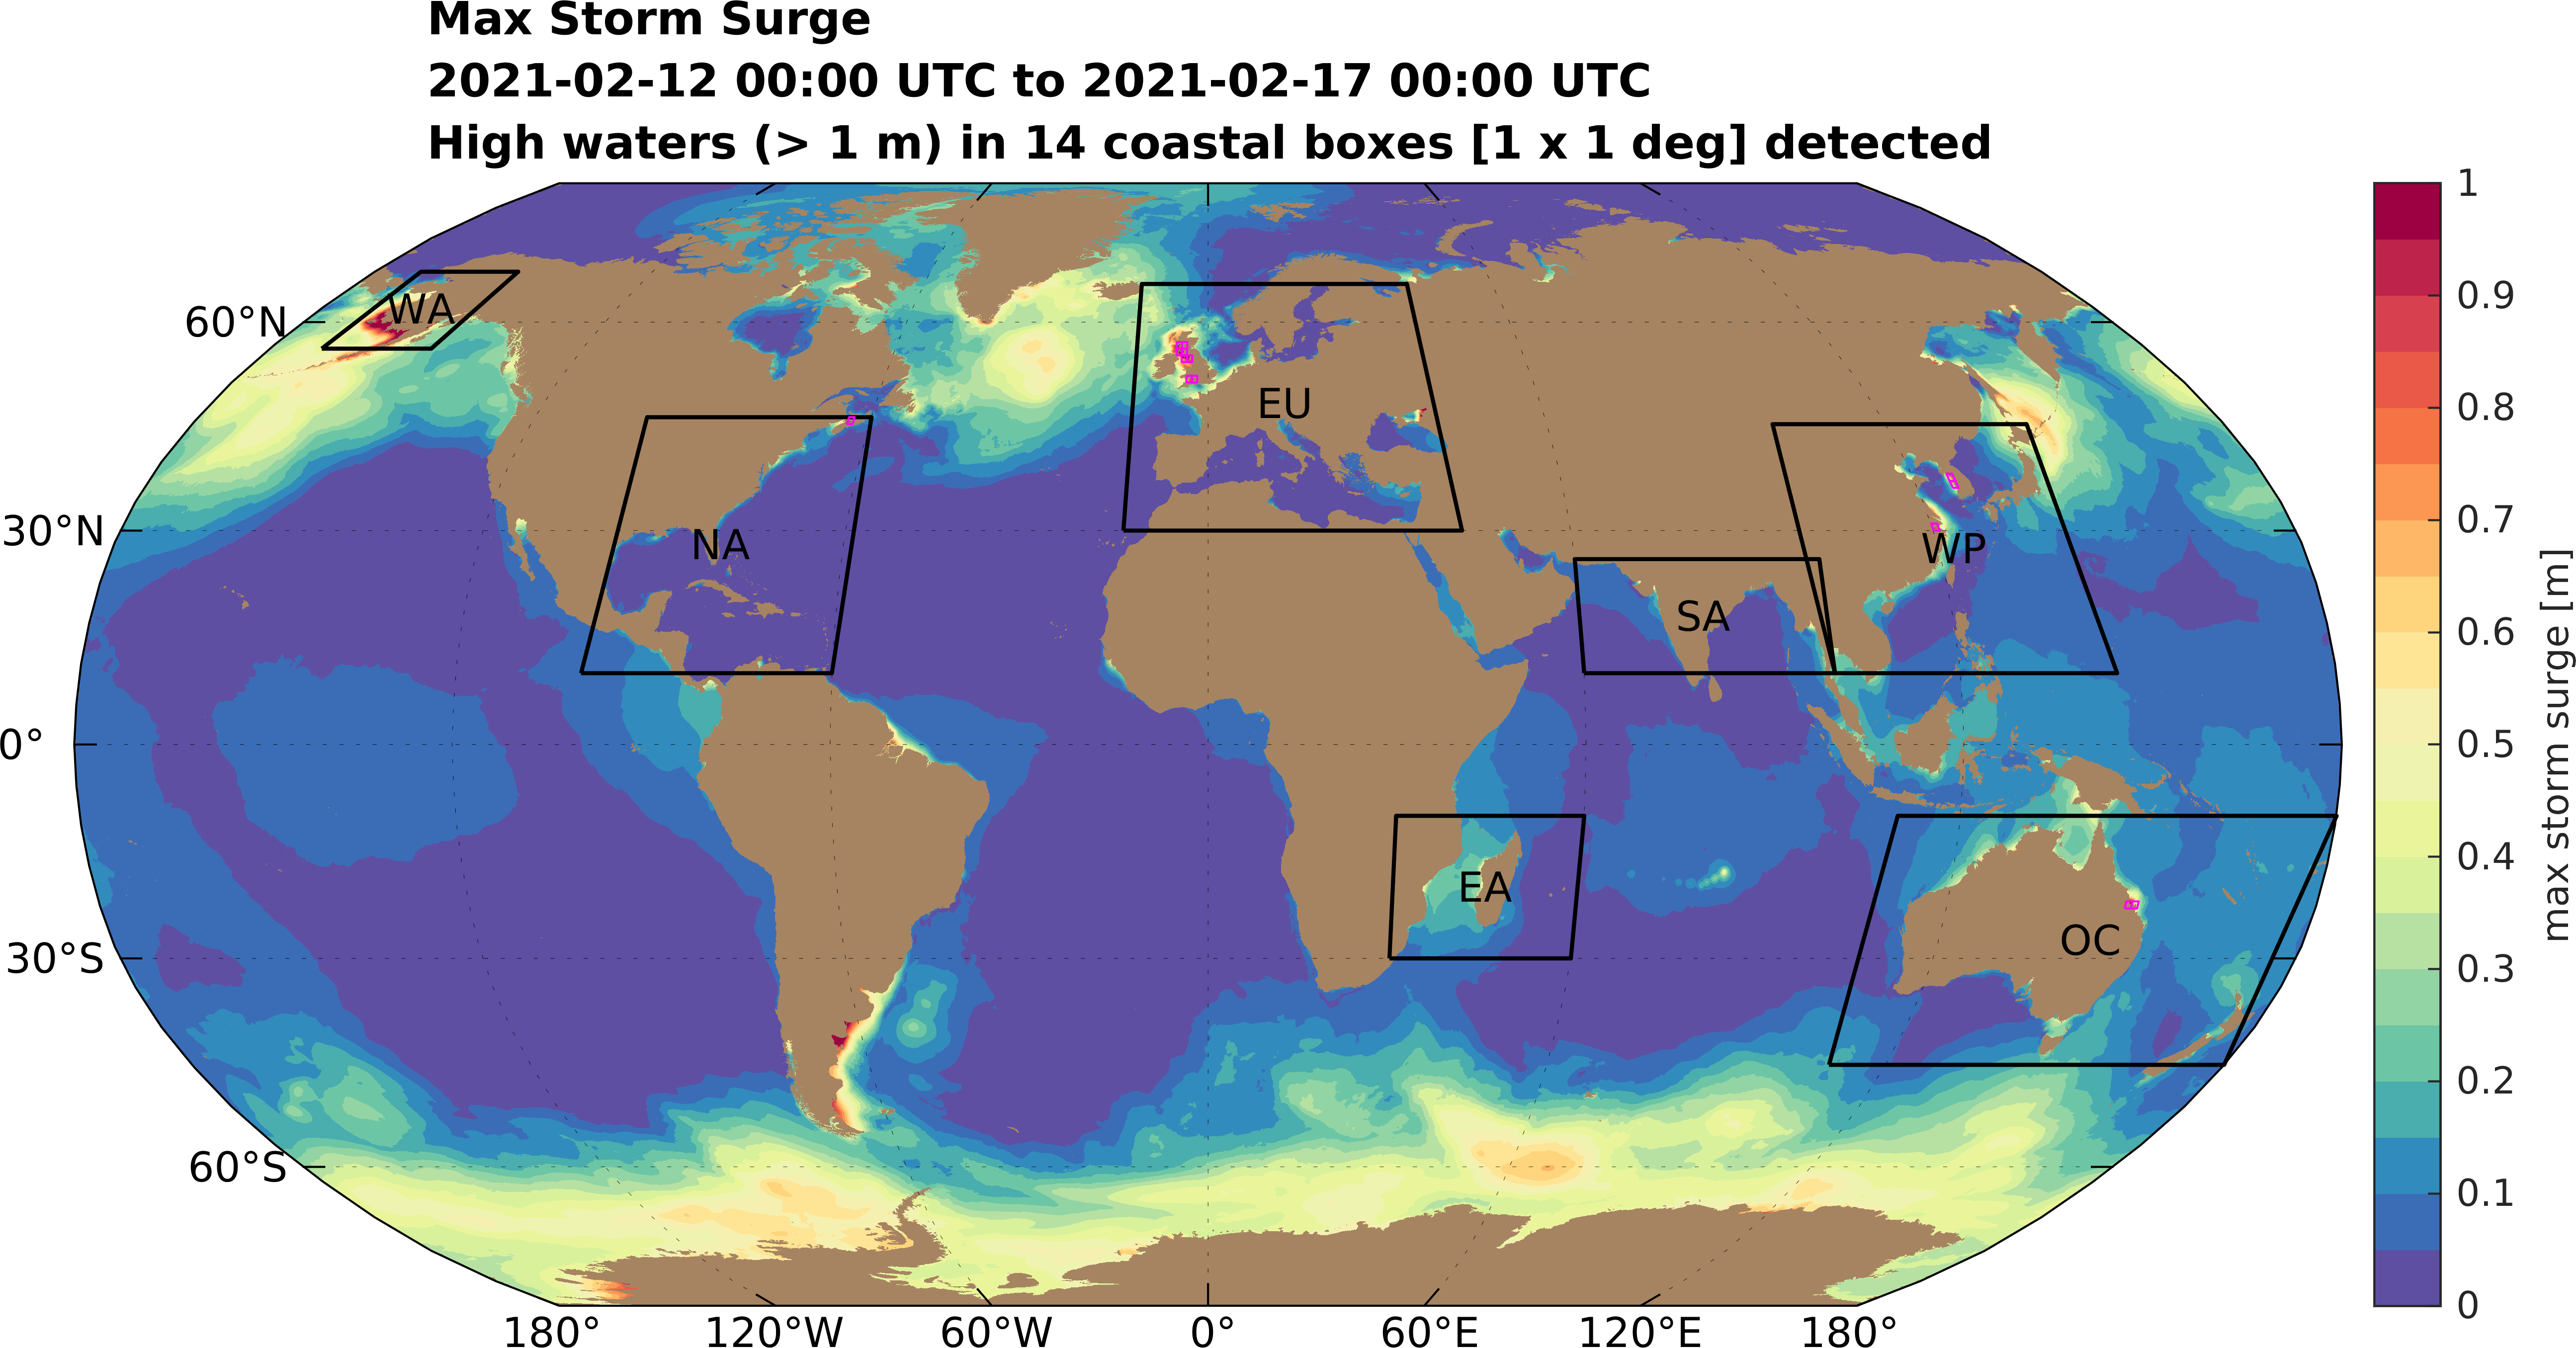 Max Storm Surge
2021-02-12 00:00 UTC to 2021-02-17 00:00 UTC
High waters (> 1 m) in 14 coastal boxes [1 x 1 deg] detected
60°N
30°N
0°
30°S
60°S
WA
NA
EU
SA
WP
EA
OC
180°
120°W
60°W
0°
60°E
120°E
180°
1
0.9
0.8
0.7
0.6
0.5
0.4
0.3
0.2
0.1
0
max storm surge [m]